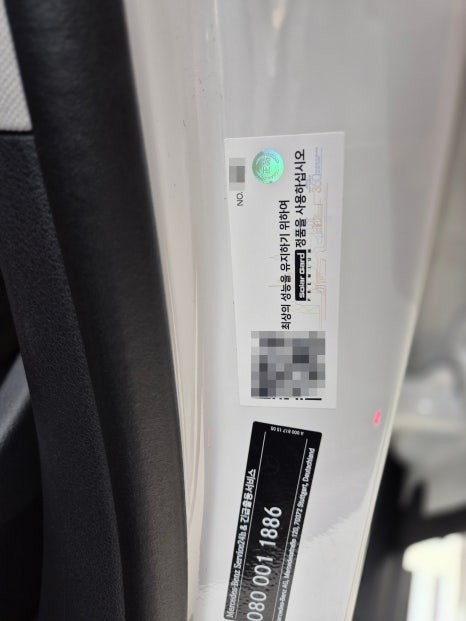 NO.
최상의 성능을 유지하기 위하여
Solar Gard 정품을 사용하십시오
PREMIUM
A 000 817 10 05
Mercedes-Benz Service24h & 긴급출동서비스
080 001 1886
Mercedes-Benz AG, Mercedesstraße 120, 70372 Stuttgart, Deutschland